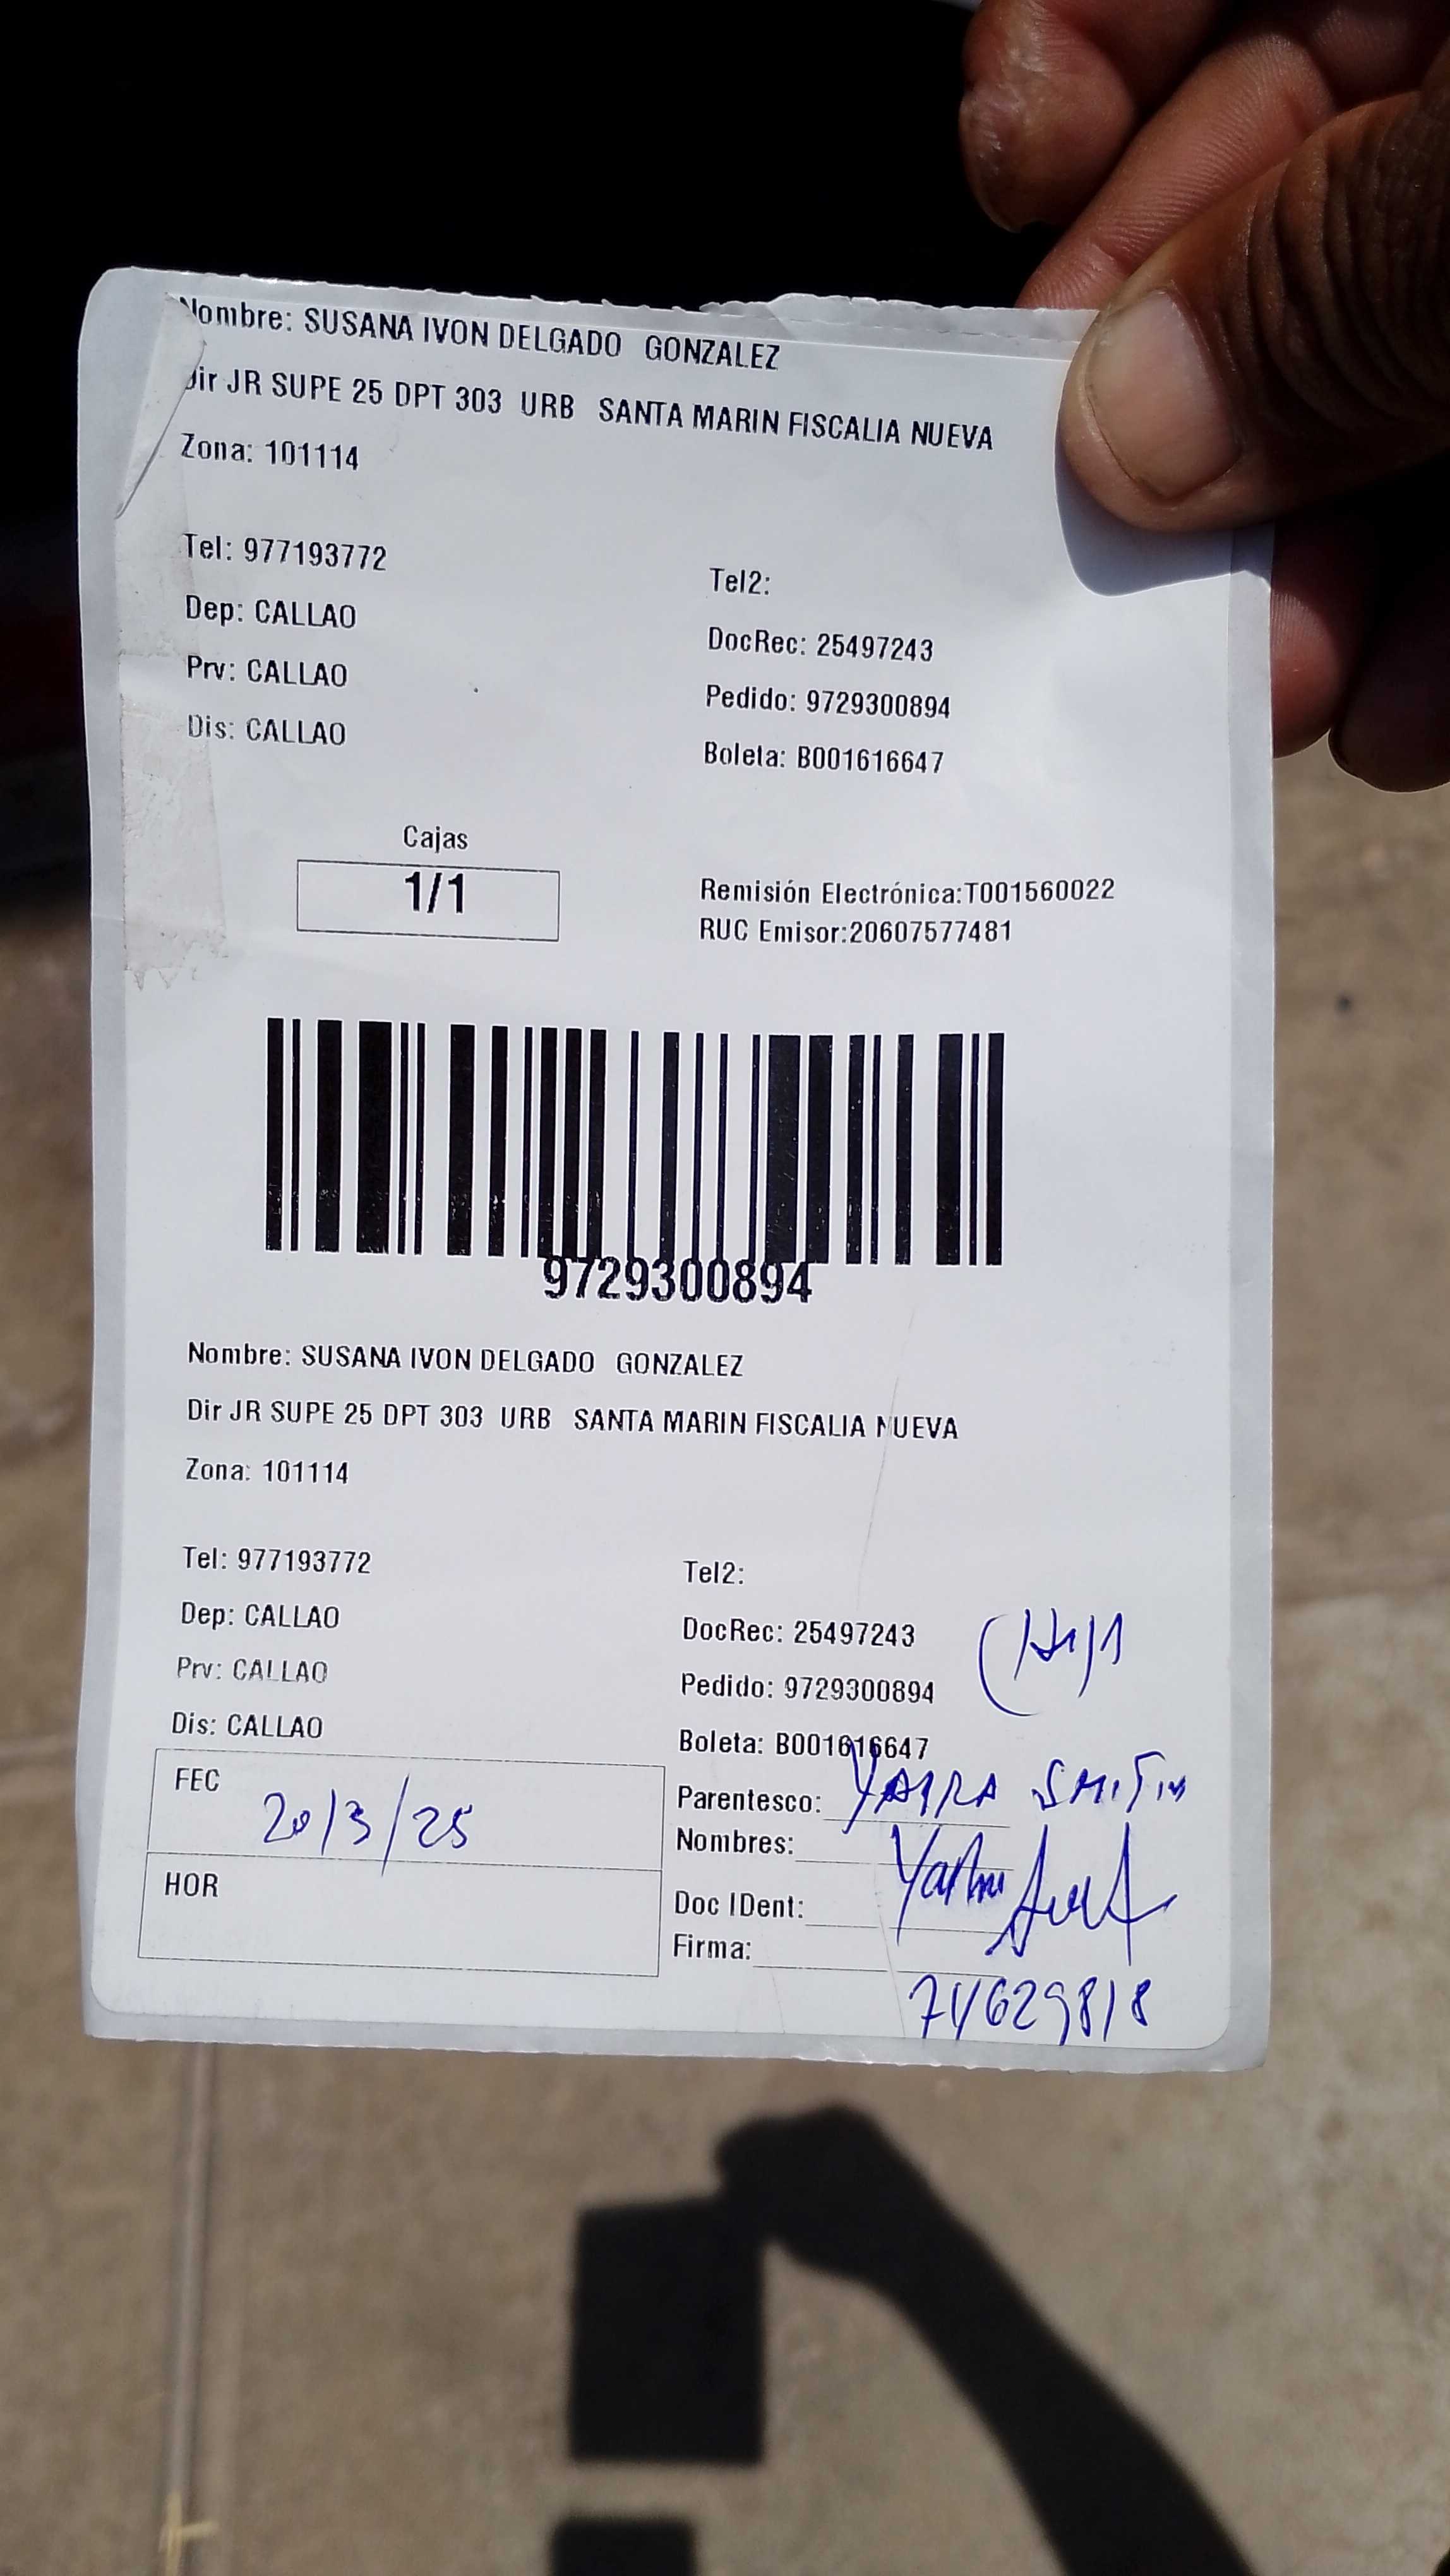 Nombre: SUSANA IVON DELGADO GONZALEZ
Dir JR SUPE 25 DPT 303 URB SANTA MARIN FISCALIA NUEVA
Zona: 101114
Tel: 977193772
Tel2:
Dep: CALLAO
DocRec: 25497243
Prv: CALLAO
Pedido: 9729300894
Dis: CALLAO
Boleta: B001616647
Cajas
1/1
Remisión Electrónica:T001560022
RUC Emisor:20607577481
9729300894
Nombre: SUSANA IVON DELGADO GONZALEZ
Dir JR SUPE 25 DPT 303 URB SANTA MARIN FISCALIA NUEVA
Zona: 101114
Tel: 977193772
Tel2:
Dep: CALLAO
DocRec: 25497243
Prv: CALLAO
Pedido: 9729300894
Dis: CALLAO
Boleta: B001616647
FEC 20/3/25
Parentesco:
Nombres:
HOR
Doc IDent:
Firma:
74629818